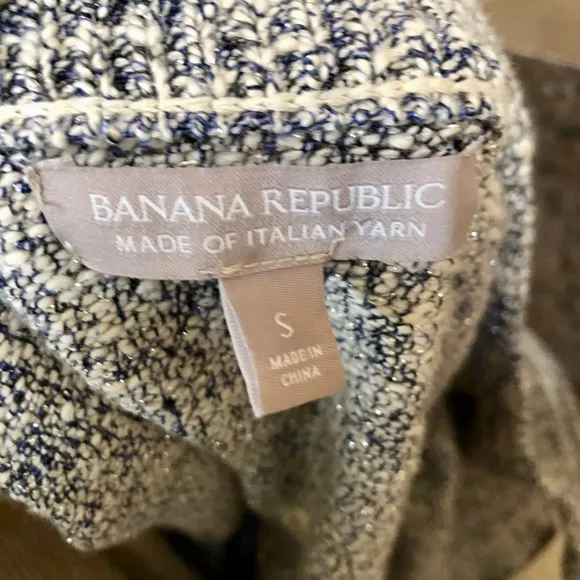 BANANA REPUBLIC
MADE OF ITALIAN YARN
S
MADE IN
CHINA